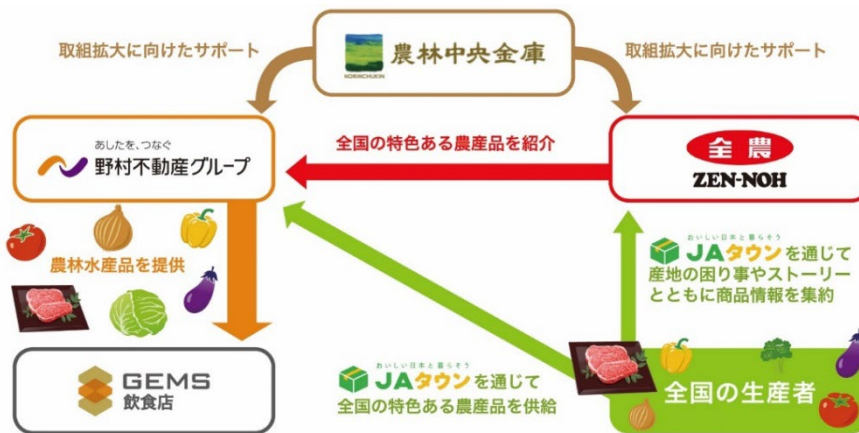 取組拡大に向けたサポート
農林中央金庫
NORINCHUKIN
取組拡大に向けたサポート
あしたを、つなぐ
野村不動産グループ
全国の特色ある農産品を紹介
全農
ZEN-NOH
農林水産品を提供
おいしい日本と暮らそう
JAタウンを通じて
産地の困り事やストーリー
とともに商品情報を集約
GEMS
飲食店
おいしい日本と暮らそう
JAタウンを通じて
全国の特色ある農産品を供給
全国の生産者